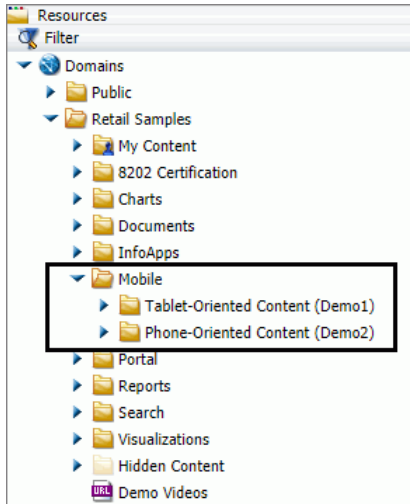 Resources
Filter
Domains
Public
Retail Samples
My Content
8202 Certification
Charts
Documents
InfoApps
Mobile
Tablet-Oriented Content (Demo1)
Phone-Oriented Content (Demo2)
Portal
Reports
Search
Visualizations
Hidden Content
URL Demo Videos